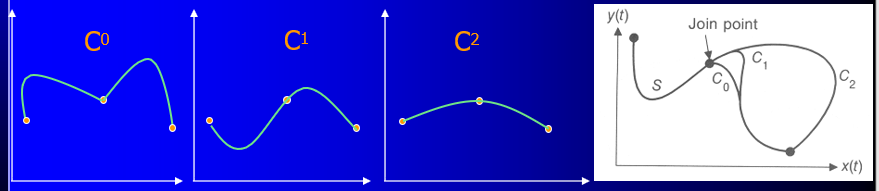 C0
C1
C2
y(t)
Join point
S
C0
C1
C2
x(t)